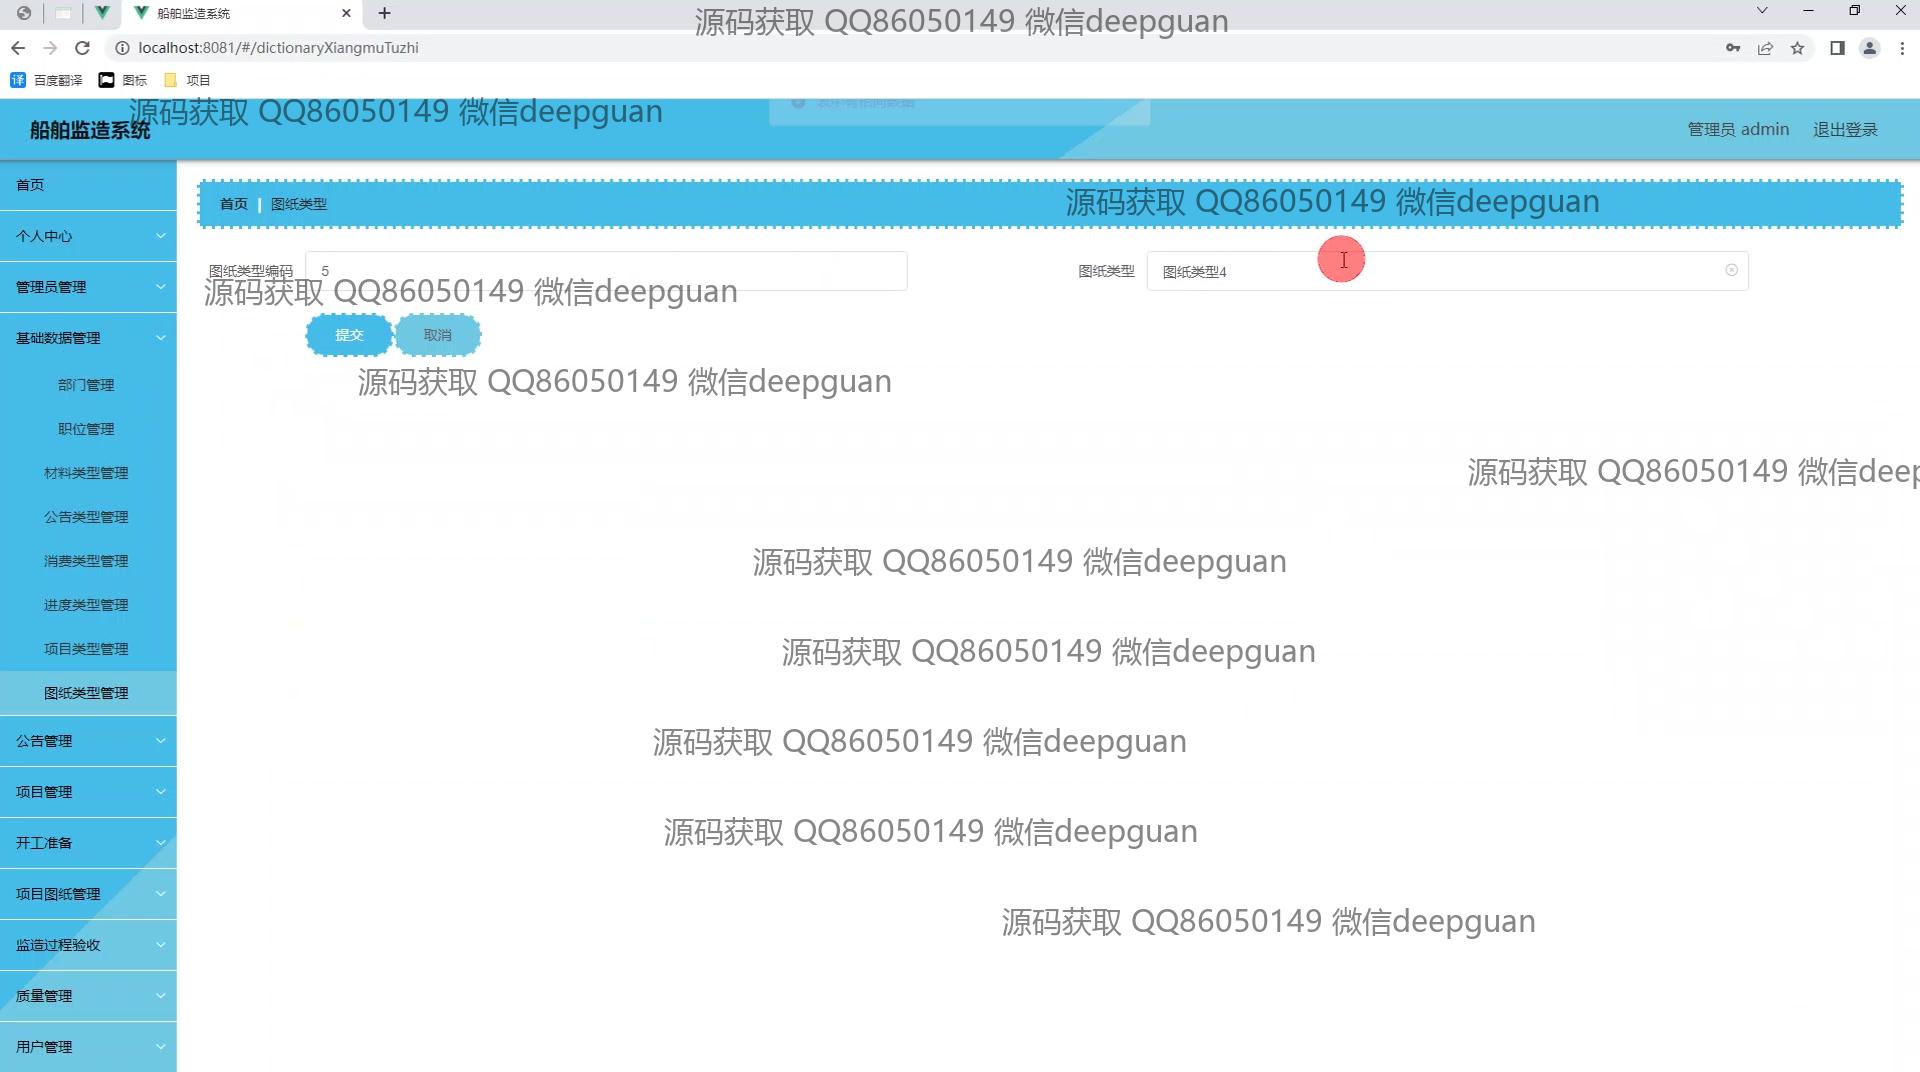 船舶监造系统
源码获取 QQ86050149 微信deepguan
localhost:8081/#/dictionaryXiangmuTuzhi
百度翻译 图标 项目
源码获取 QQ86050149 微信deepguan
表中有相同数据
船舶监造系统
管理员 admin 退出登录
首页
首页 | 图纸类型
源码获取 QQ86050149 微信deepguan
个人中心
图纸类型编码 5
图纸类型 图纸类型4
管理员管理
源码获取 QQ86050149 微信deepguan
提交 取消
基础数据管理
源码获取 QQ86050149 微信deepguan
部门管理
职位管理
材料类型管理
源码获取 QQ86050149 微信deep
公告类型管理
消费类型管理
源码获取 QQ86050149 微信deepguan
进度类型管理
项目类型管理
源码获取 QQ86050149 微信deepguan
图纸类型管理
公告管理
源码获取 QQ86050149 微信deepguan
项目管理
开工准备
源码获取 QQ86050149 微信deepguan
项目图纸管理
源码获取 QQ86050149 微信deepguan
监造过程验收
质量管理
用户管理